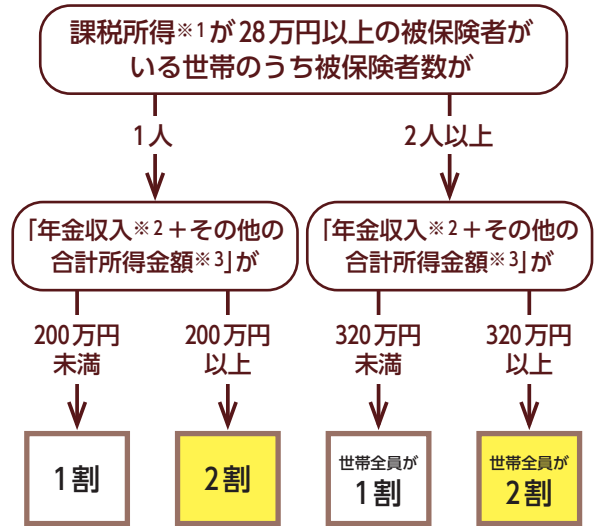 課税所得※1が28万円以上の被保険者が
いる世帯のうち被保険者数が
1人
2人以上
「年金収入※2＋その他の
合計所得金額※3」が
「年金収入※2＋その他の
合計所得金額※3」が
200万円
未満
200万円
以上
320万円
未満
320万円
以上
1割
2割
世帯全員が
1割
世帯全員が
2割